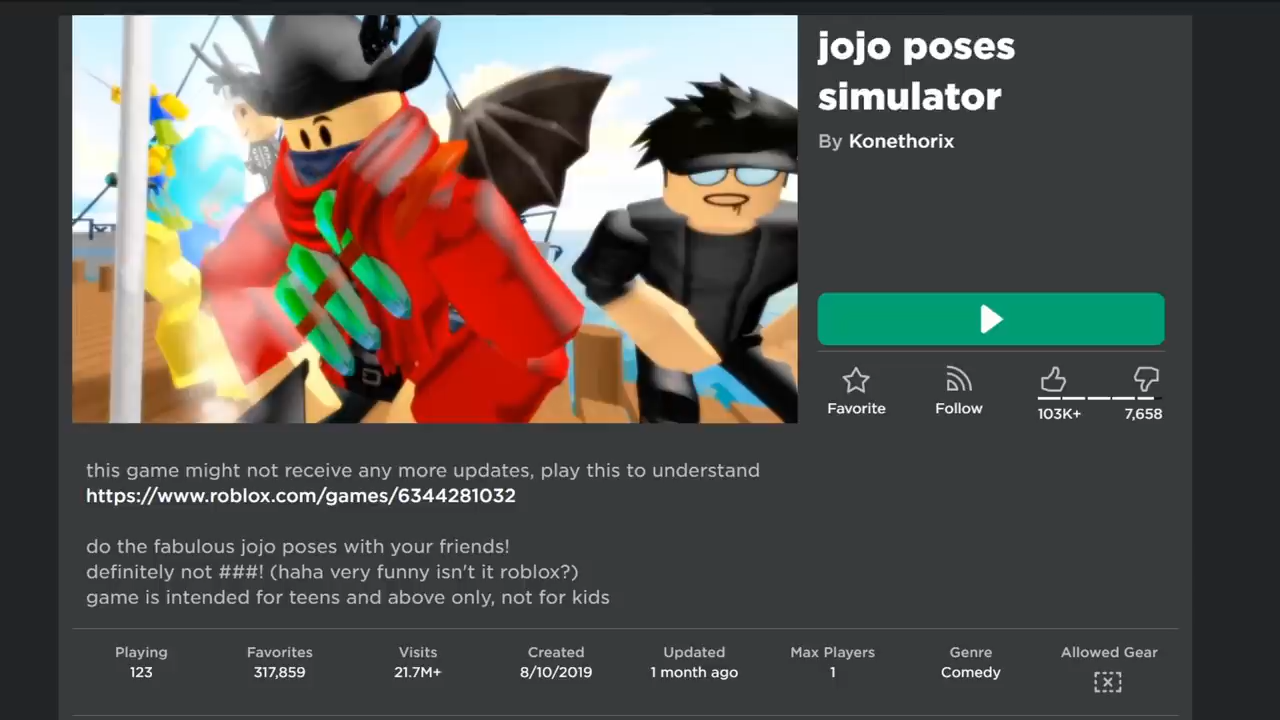 jojo poses
simulator
By Konethorix
Favorite
Follow
103K+
7,658
this game might not receive any more updates, play this to understand
https://www.roblox.com/games/6344281032
do the fabulous jojo poses with your friends!
definitely not ###! (haha very funny isn't it roblox?)
game is intended for teens and above only, not for kids
Playing Favorites Visits Created Updated Max Players Genre Allowed Gear
123 317,859 21.7M+ 8/10/2019 1 month ago 1 Comedy